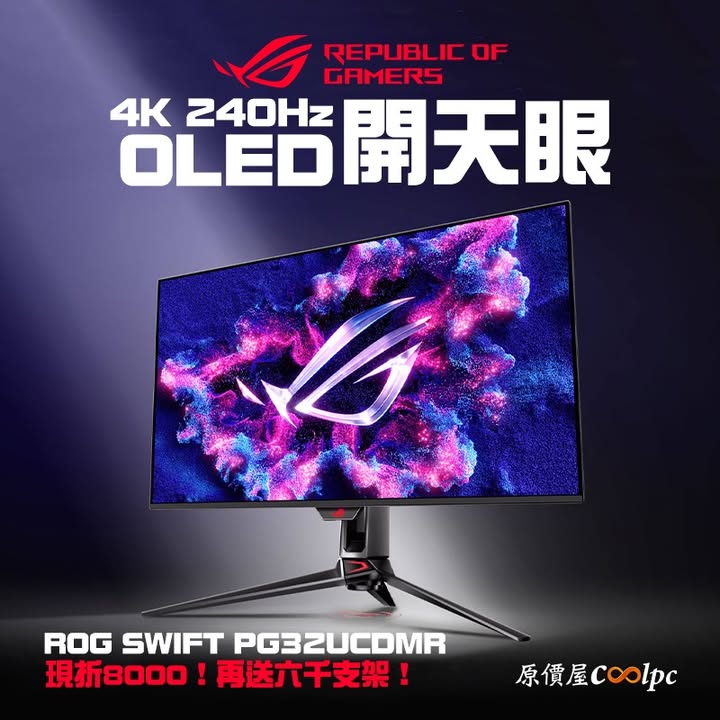 REPUBLIC OF
GAMERS
4K 240Hz
OLED開天眼
ROG SWIFT PG32UCDMR
現折8000！再送六千支架！
原價屋coolpc